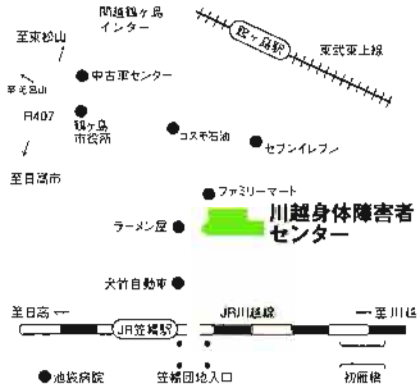 関越鶴ヶ島
インター
至東松山
鶴ヶ島駅
東武東上線
中古車センター
R407
鶴ヶ島
市役所
コスモ石油
セブンイレブン
至日高市
ファミリーマート
川越身体障害者
センター
ラーメン屋
犬竹自動車
至日高
JR川越線
至川越
JR笠幡駅
池袋病院
笠幡団地入口
初雁橋